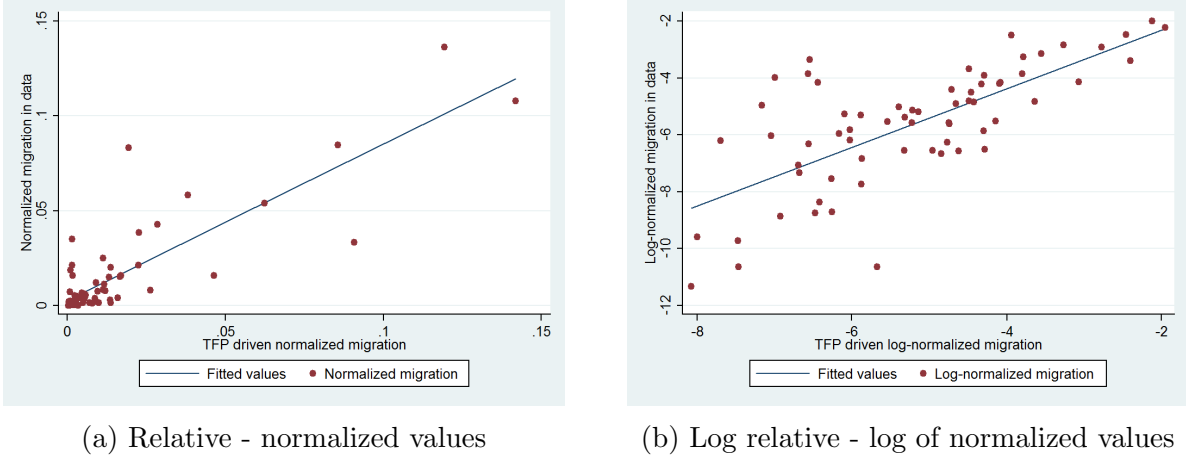 Normalized migration in data
.15
.1
.05
0
0
.05
.1
.15
TFP driven normalized migration
Fitted values
Normalized migration
(a) Relative - normalized values
Log-normalized migration in data
-2
-4
-6
-8
-10
-12
-8
-6
-4
-2
TFP driven log-normalized migration
Fitted values
Log-normalized migration
(b) Log relative - log of normalized values